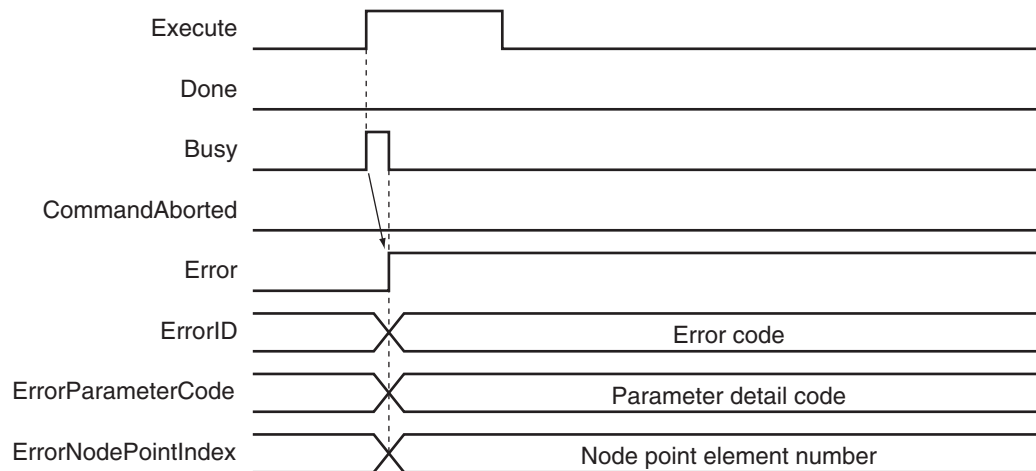 Execute
Done
Busy
CommandAborted
Error
ErrorID
Error code
ErrorParameterCode
Parameter detail code
ErrorNodePointIndex
Node point element number